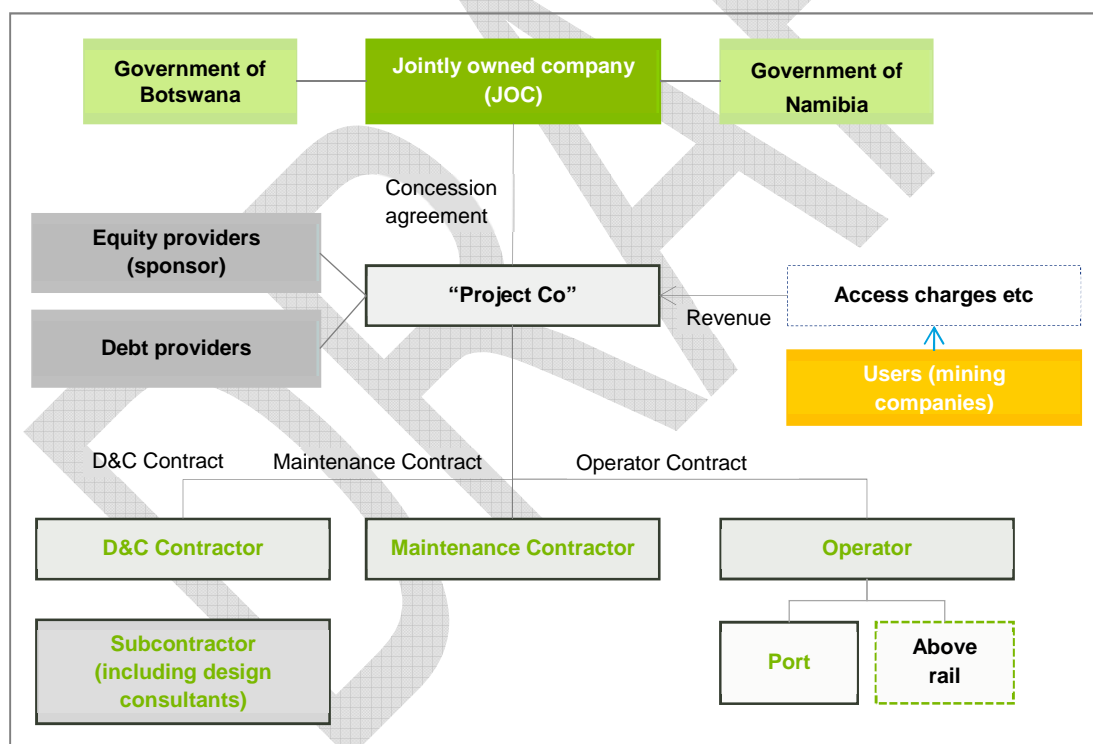 Government of
Botswana
Jointly owned company
(JOC)
Government of
Namibia
Concession
agreement
Equity providers
(sponsor)
Debt providers
“Project Co”
Revenue
Access charges etc
Users (mining
companies)
D&C Contract
Maintenance Contract
Operator Contract
D&C Contractor
Maintenance Contractor
Operator
Subcontractor
(including design
consultants)
Port
Above
rail